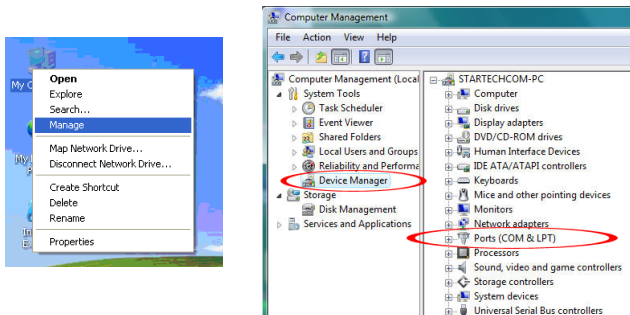 My C
Open
Explore
Search...
Manage
Map Network Drive...
Disconnect Network Drive...
Create Shortcut
Delete
Rename
Properties
My
P
In
E
Computer Management
File Action View Help
Computer Management (Local
System Tools
Task Scheduler
Event Viewer
Shared Folders
Local Users and Groups
Reliability and Performa
Device Manager
Storage
Disk Management
Services and Applications
STARTECHCOM-PC
Computer
Disk drives
Display adapters
DVD/CD-ROM drives
Human Interface Devices
IDE ATA/ATAPI controllers
Keyboards
Mice and other pointing devices
Monitors
Network adapters
Ports (COM & LPT)
Processors
Sound, video and game controllers
Storage controllers
System devices
Universal Serial Bus controllers